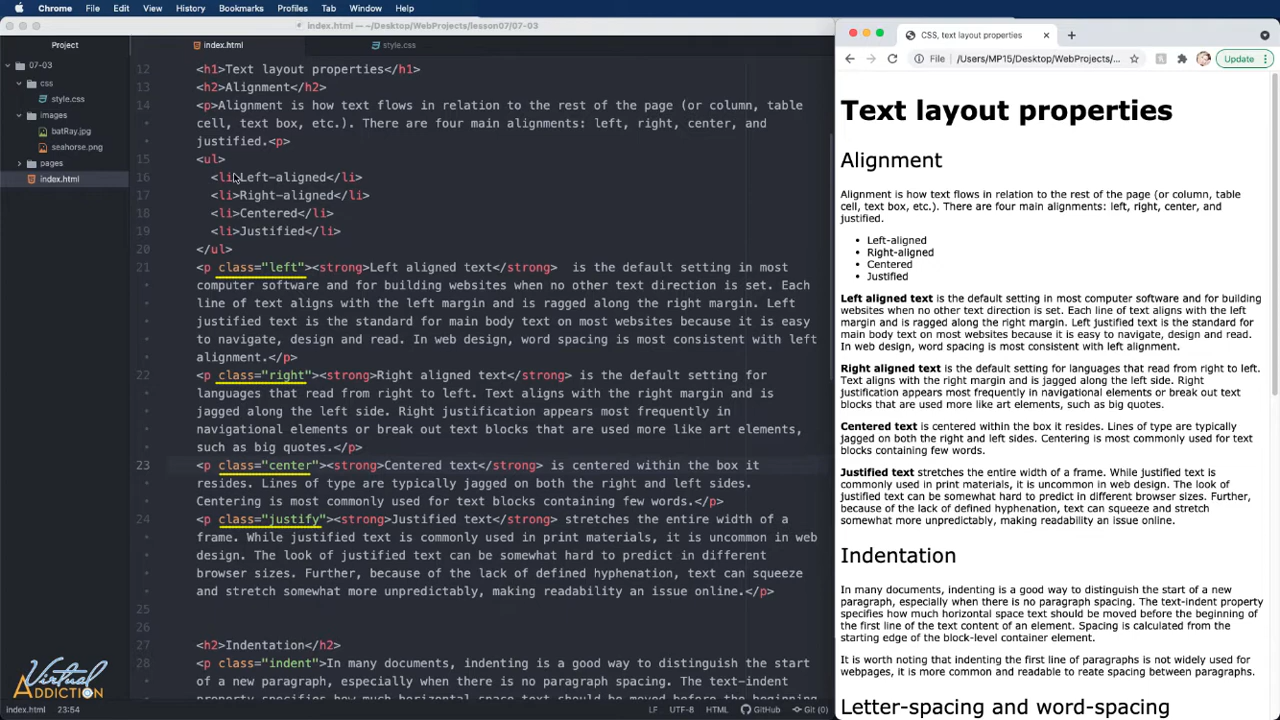 Chrome File Edit View History Bookmarks Profiles Tab Window Help
index.html — ~/Desktop/WebProjects/lesson07/07-03
Project
index.html
style.css
07-03
css
style.css
images
batRay.jpg
seahorse.png
pages
index.html
12 <h1>Text layout properties</h1>
13 <h2>Alignment</h2>
14 <p>Alignment is how text flows in relation to the rest of the page (or column, table
cell, text box, etc.). There are four main alignments: left, right, center, and
justified.<p>
15 <ul>
16 <li>Left-aligned</li>
17 <li>Right-aligned</li>
18 <li>Centered</li>
19 <li>Justified</li>
20 </ul>
21 <p class="left"><strong>Left aligned text</strong>  is the default setting in most
computer software and for building websites when no other text direction is set. Each
line of text aligns with the left margin and is ragged along the right margin. Left
justified text is the standard for main body text on most websites because it is easy
to navigate, design and read. In web design, word spacing is most consistent with left
alignment.</p>
22 <p class="right"><strong>Right aligned text</strong> is the default setting for
languages that read from right to left. Text aligns with the right margin and is
jagged along the left side. Right justification appears most frequently in
navigational elements or break out text blocks that are used more like art elements,
such as big quotes.</p>
23 <p class="center"><strong>Centered text</strong> is centered within the box it
resides. Lines of type are typically jagged on both the right and left sides.
Centering is most commonly used for text blocks containing few words.</p>
24 <p class="justify"><strong>Justified text</strong> stretches the entire width of a
frame. While justified text is commonly used in print materials, it is uncommon in web
design. The look of justified text can be somewhat hard to predict in different
browser sizes. Further, because of the lack of defined hyphenation, text can squeeze
and stretch somewhat more unpredictably, making readability an issue online.</p>
25
26
27 <h2>Indentation</h2>
28 <p class="indent">In many documents, indenting is a good way to distinguish the start
of a new paragraph, especially when there is no paragraph spacing. The text-indent
property specifies how much horizontal space text should be moved before the beginning
index.html 23:54
LF UTF-8 HTML GitHub Git (0)
Virtual
ADDICTION
CSS, text layout properties
File /Users/MP15/Desktop/WebProjects/... Update
Text layout properties
Alignment
Alignment is how text flows in relation to the rest of the page (or column, table
cell, text box, etc.). There are four main alignments: left, right, center, and
justified.
• Left-aligned
• Right-aligned
• Centered
• Justified
Left aligned text is the default setting in most computer software and for building
websites when no other text direction is set. Each line of text aligns with the left
margin and is ragged along the right margin. Left justified text is the standard for
main body text on most websites because it is easy to navigate, design and read.
In web design, word spacing is most consistent with left alignment.
Right aligned text is the default setting for languages that read from right to left.
Text aligns with the right margin and is jagged along the left side. Right
justification appears most frequently in navigational elements or break out text
blocks that are used more like art elements, such as big quotes.
Centered text is centered within the box it resides. Lines of type are typically
jagged on both the right and left sides. Centering is most commonly used for text
blocks containing few words.
Justified text stretches the entire width of a frame. While justified text is
commonly used in print materials, it is uncommon in web design. The look of
justified text can be somewhat hard to predict in different browser sizes. Further,
because of the lack of defined hyphenation, text can squeeze and stretch
somewhat more unpredictably, making readability an issue online.
Indentation
In many documents, indenting is a good way to distinguish the start of a new
paragraph, especially when there is no paragraph spacing. The text-indent property
specifies how much horizontal space text should be moved before the beginning of
the first line of the text content of an element. Spacing is calculated from the
starting edge of the block-level container element.
It is worth noting that indenting the first line of paragraphs is not widely used for
webpages, it is more common and readable to reate spacing between paragraphs.
Letter-spacing and word-spacing